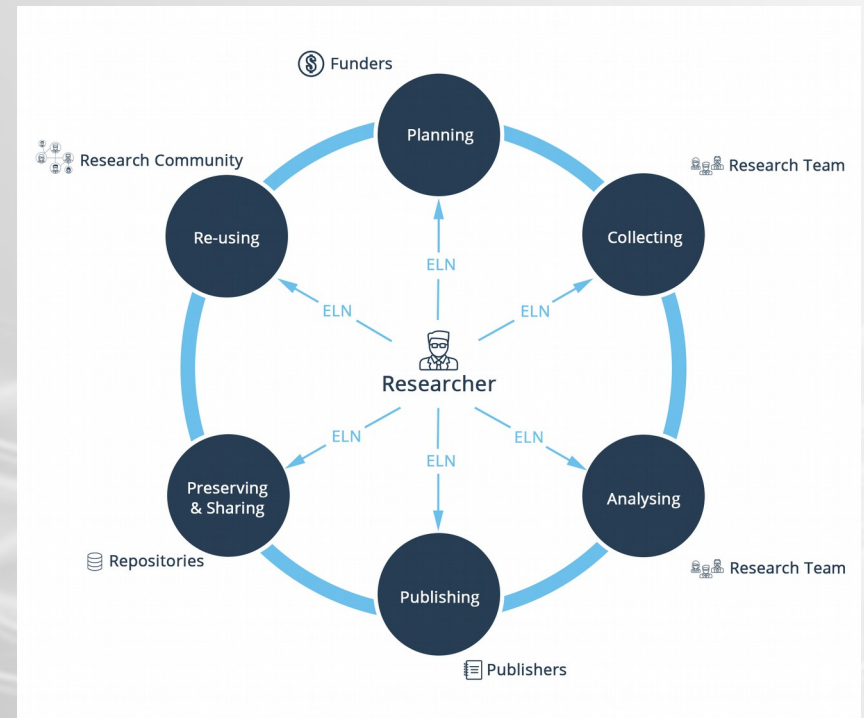 Funders
Planning
Research Community
Research Team
Re-using
Collecting
ELN
ELN
ELN
Researcher
ELN
ELN
ELN
Preserving
& Sharing
Analysing
Repositories
Research Team
Publishing
Publishers